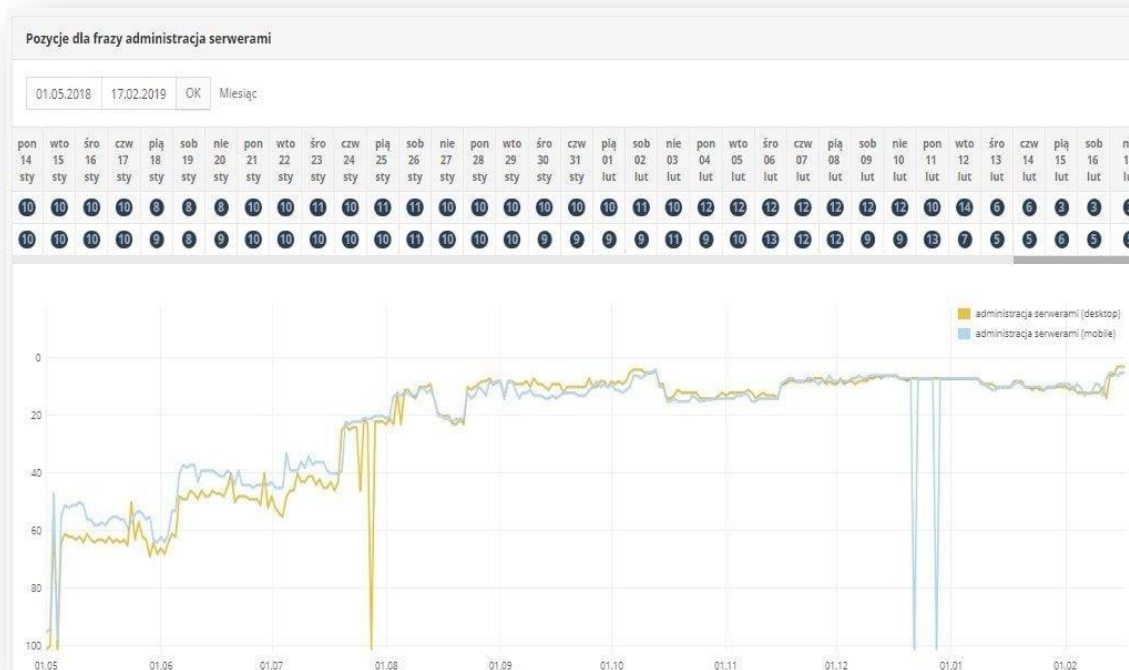 Pozycje dla frazy administracja serwerami
01.05.2018 17.02.2019 OK Miesiąc
pon wto śro czw pią sob nie pon wto śro czw pią sob nie pon wto śro czw pią sob nie pon wto śro czw pią sob nie pon wto śro czw pią sob
14 15 16 17 18 19 20 21 22 23 24 25 26 27 28 29 30 31 01 02 03 04 05 06 07 08 09 10 11 12 13 14 15 16
sty sty sty sty sty sty sty sty sty sty sty sty sty sty sty sty sty sty lut lut lut lut lut lut lut lut lut lut lut lut lut lut lut lut
10 10 10 10 8 8 8 10 10 11 10 11 11 10 10 10 10 10 10 11 10 12 12 12 12 12 12 12 10 14 6 6 3 3
10 10 10 10 9 8 9 10 10 10 10 10 11 10 10 10 9 9 9 9 11 9 10 13 12 12 9 9 13 7 5 5 6 5
administracja serwerami (desktop)
administracja serwerami (mobile)
0
20
40
60
80
100
01.05 01.06 01.07 01.08 01.09 01.10 01.11 01.12 01.01 01.02